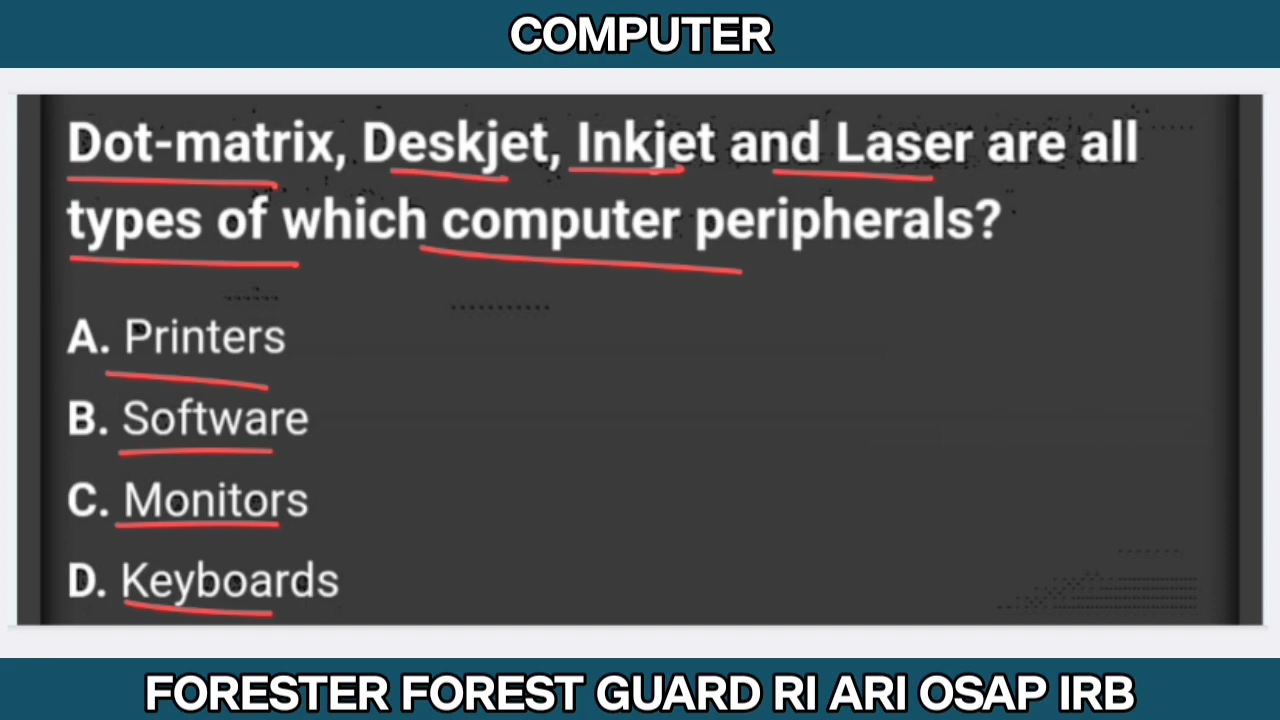 COMPUTER
Dot-matrix, Deskjet, Inkjet and Laser are all
types of which computer peripherals?
A. Printers
B. Software
C. Monitors
D. Keyboards
FORESTER FOREST GUARD RI ARI OSAP IRB